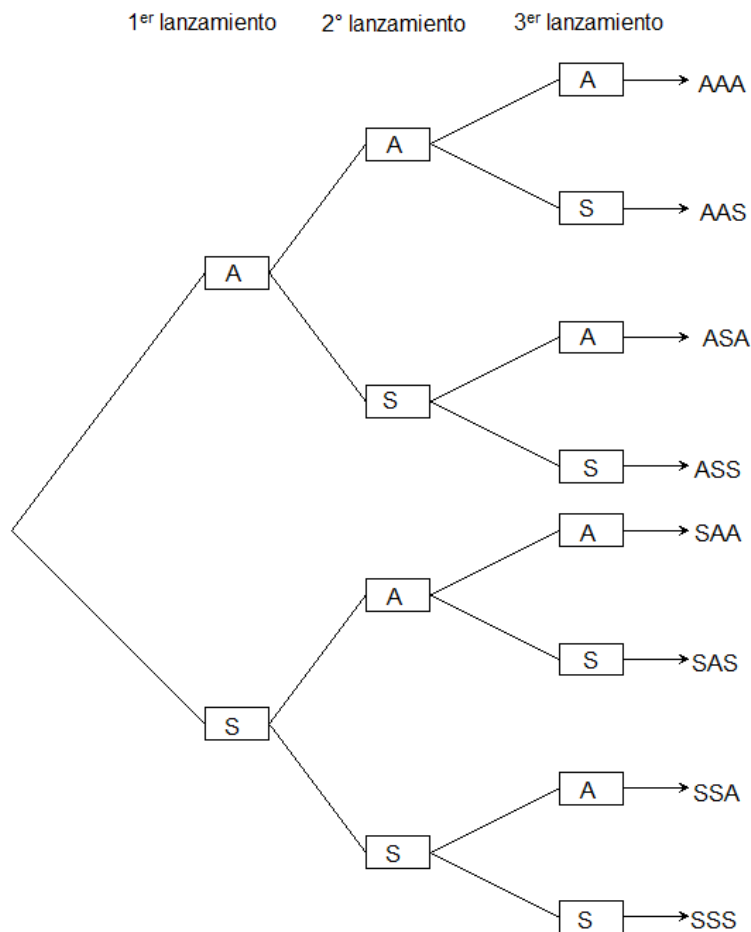 1er lanzamiento 2° lanzamiento 3er lanzamiento
A AAA
A
S AAS
A
A ASA
S
S ASS
A SAA
A
S SAS
S
A SSA
S
S SSS